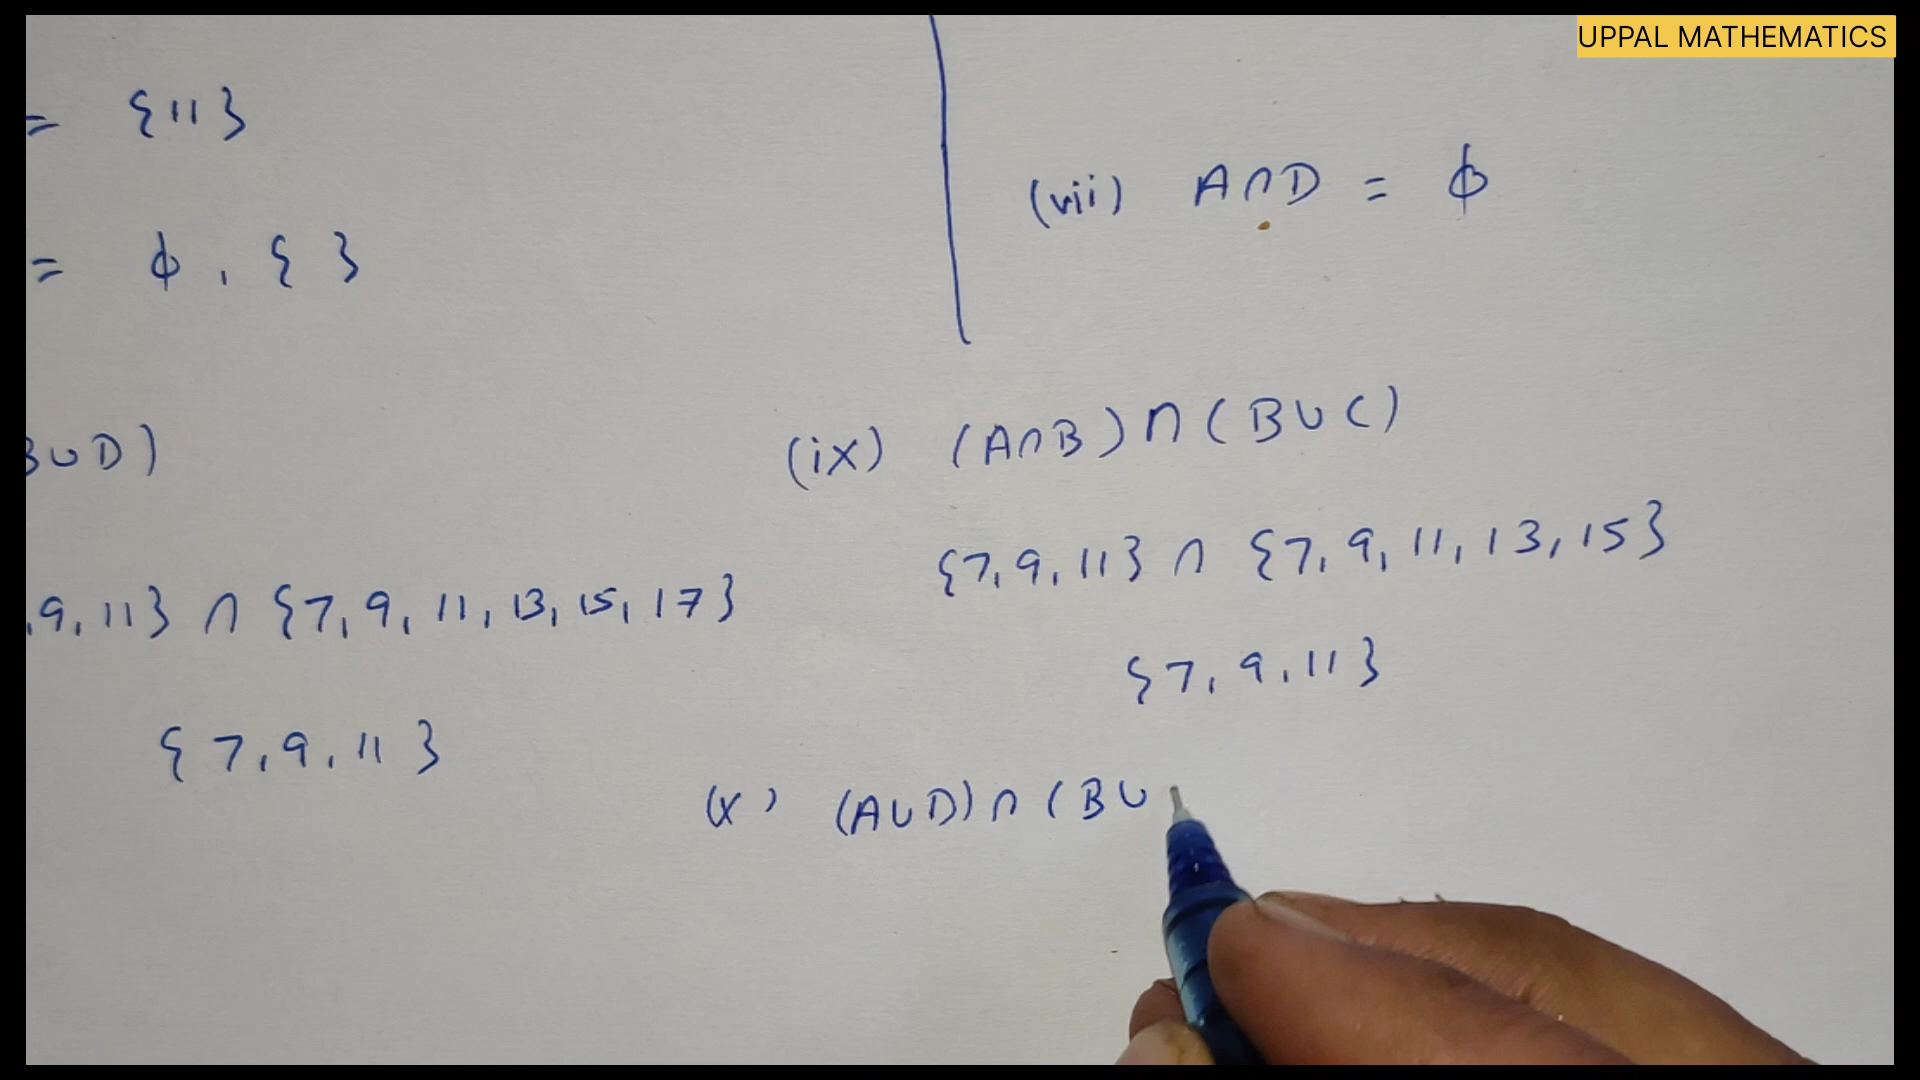 UPPAL MATHEMATICS
= {11}
= ϕ, { }
(vii) A∩D = ϕ
BUD)
,9,11} ∩ {7,9,11,13,15,17}
{7,9,11}
(ix) (A∩B)∩(BUC)
{7,9,11} ∩ {7,9,11,13,15}
{7,9,11}
(x) (AUD)∩(BU